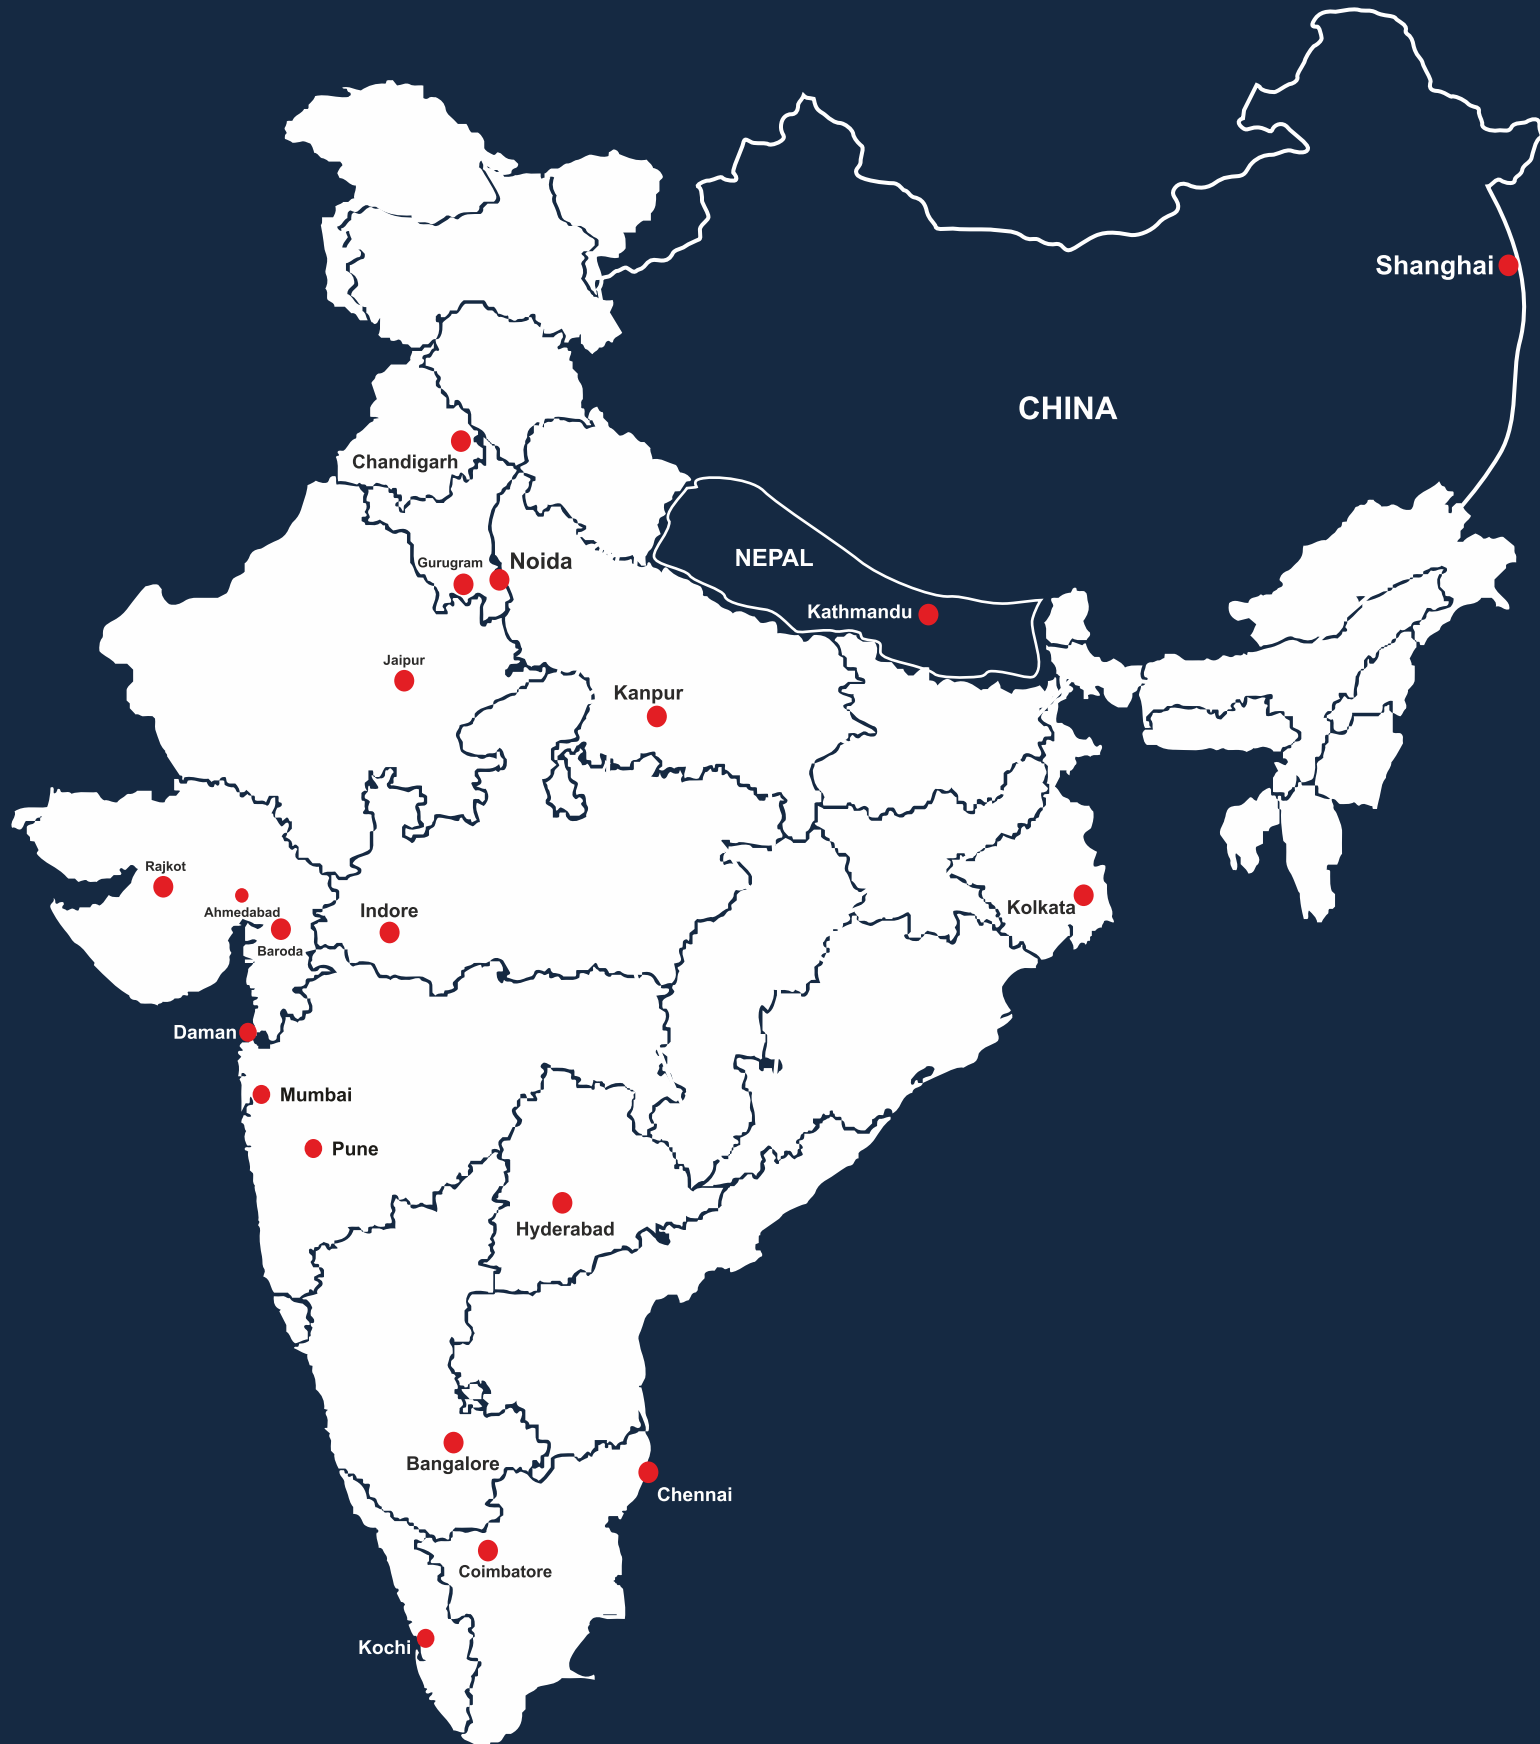 Shanghai
CHINA
Chandigarh
NEPAL
Noida
Gurugram
Kathmandu
Jaipur
Kanpur
Rajkot
Ahmedabad
Indore
Kolkata
Baroda
Daman
Mumbai
Pune
Hyderabad
Bangalore
Chennai
Coimbatore
Kochi